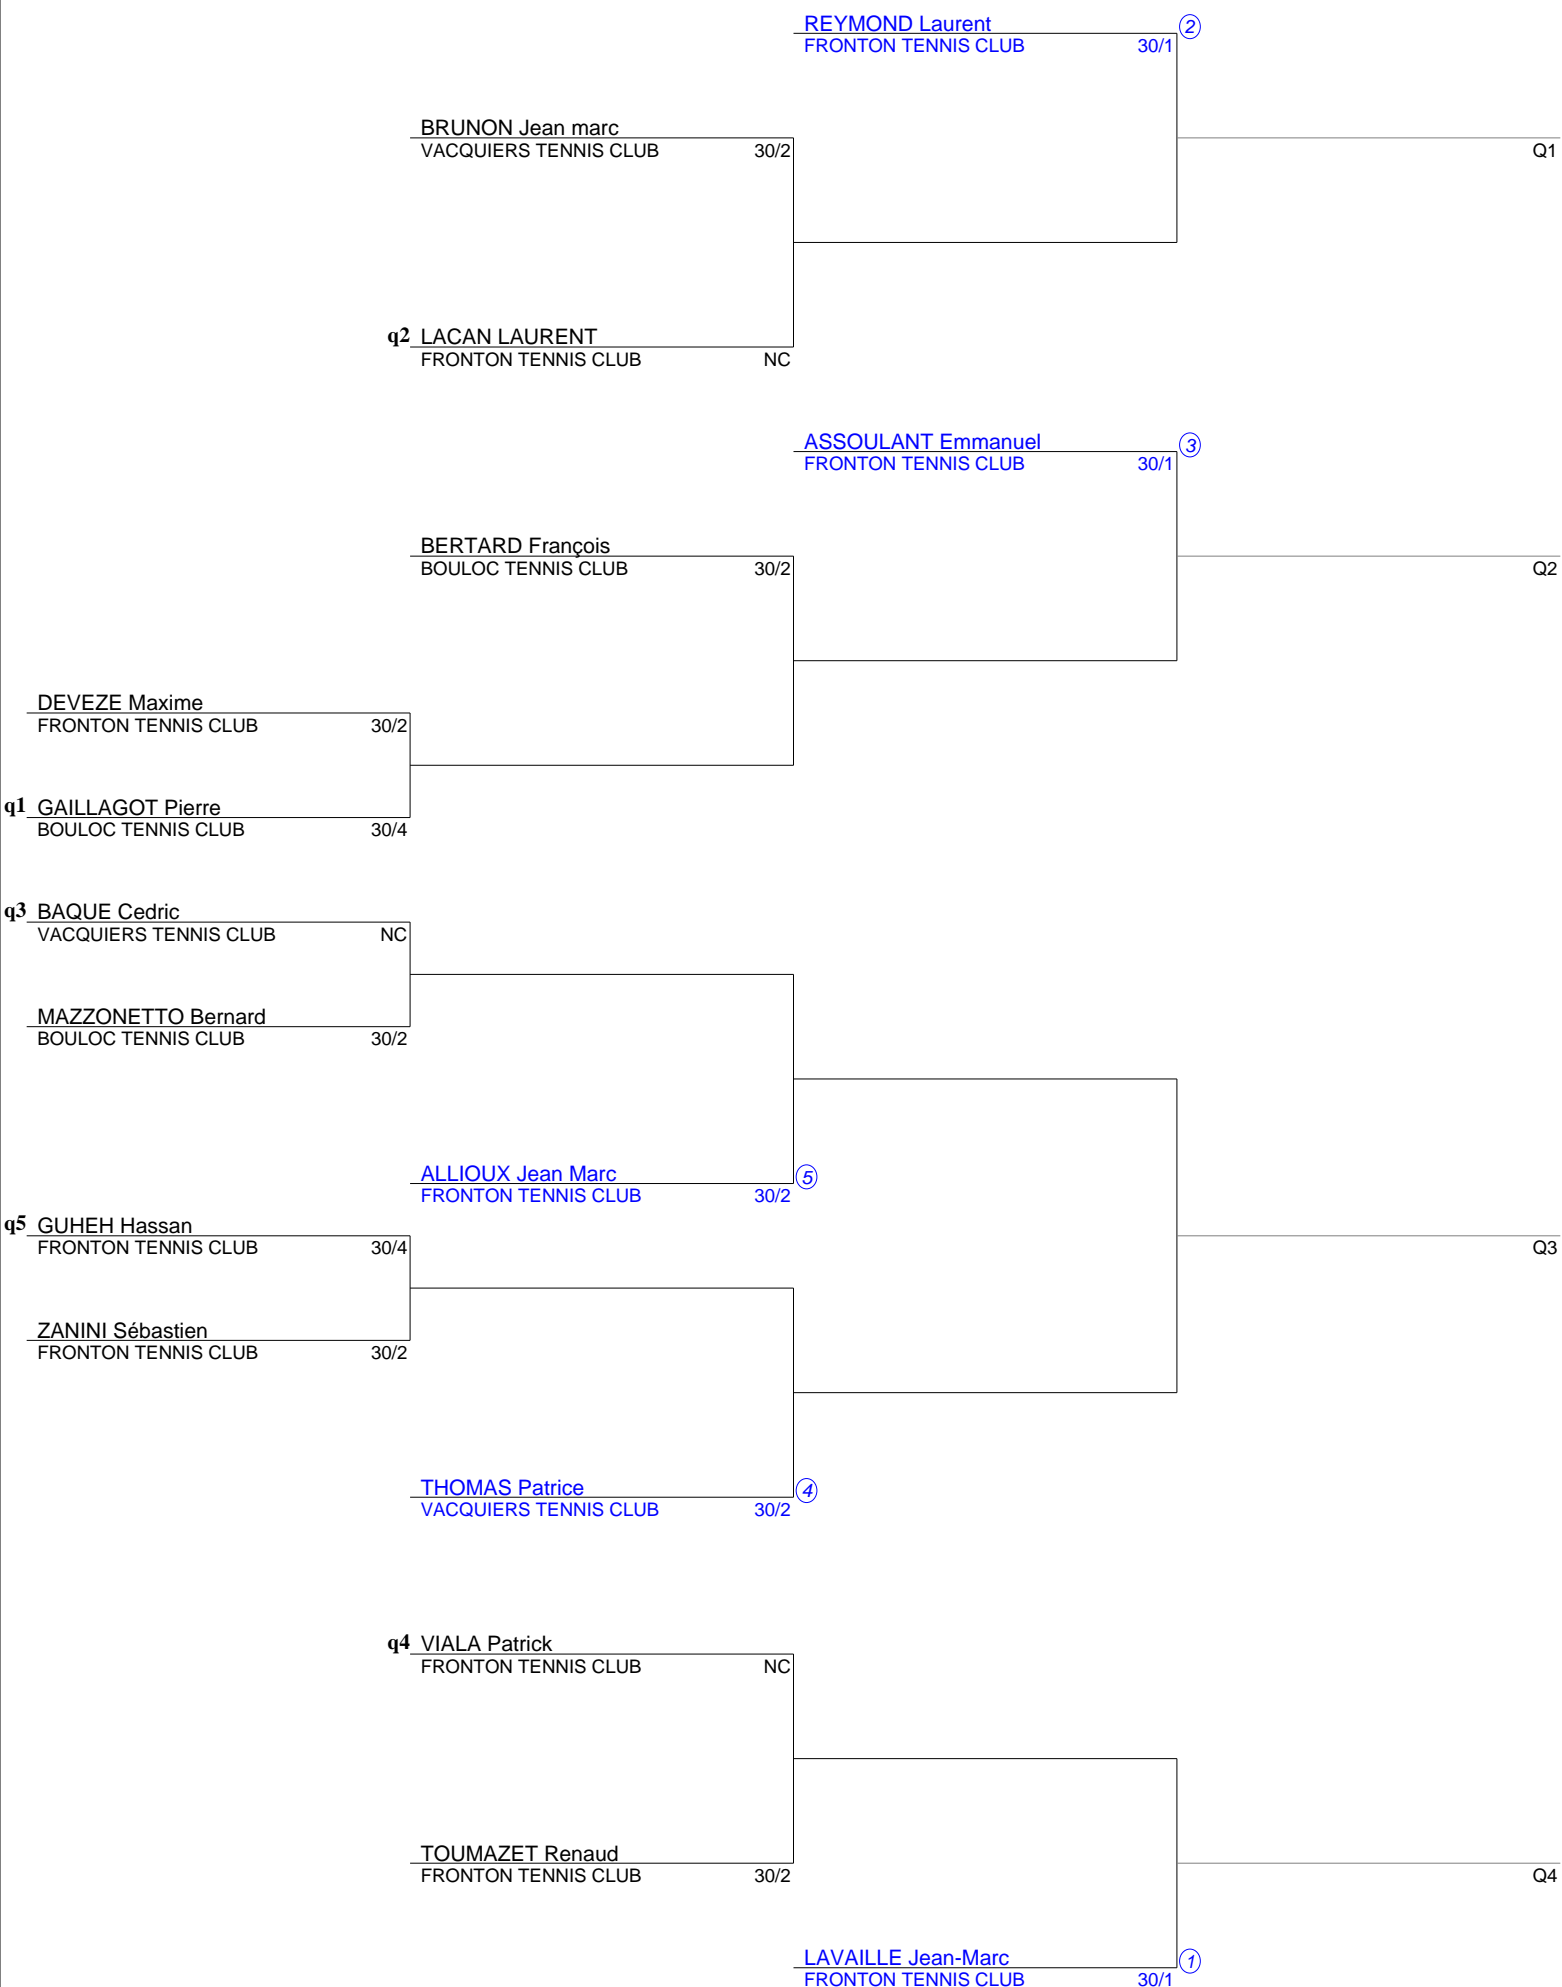 REYMOND Laurent 2
FRONTON TENNIS CLUB 30/1
BRUNON Jean marc
VACQUIERS TENNIS CLUB 30/2
Q1
q2 LACAN LAURENT
FRONTON TENNIS CLUB NC
ASSOULANT Emmanuel 3
FRONTON TENNIS CLUB 30/1
BERTARD François
BOULOC TENNIS CLUB 30/2
Q2
DEVEZE Maxime
FRONTON TENNIS CLUB 30/2
q1 GAILLAGOT Pierre
BOULOC TENNIS CLUB 30/4
q3 BAQUE Cedric
VACQUIERS TENNIS CLUB NC
MAZZONETTO Bernard
BOULOC TENNIS CLUB 30/2
ALLIOUX Jean Marc 5
FRONTON TENNIS CLUB 30/2
q5 GUHEH Hassan
FRONTON TENNIS CLUB 30/4
Q3
ZANINI Sébastien
FRONTON TENNIS CLUB 30/2
THOMAS Patrice 4
VACQUIERS TENNIS CLUB 30/2
q4 VIALA Patrick
FRONTON TENNIS CLUB NC
TOUMAZET Renaud
FRONTON TENNIS CLUB 30/2
Q4
LAVAILLE Jean-Marc 1
FRONTON TENNIS CLUB 30/1